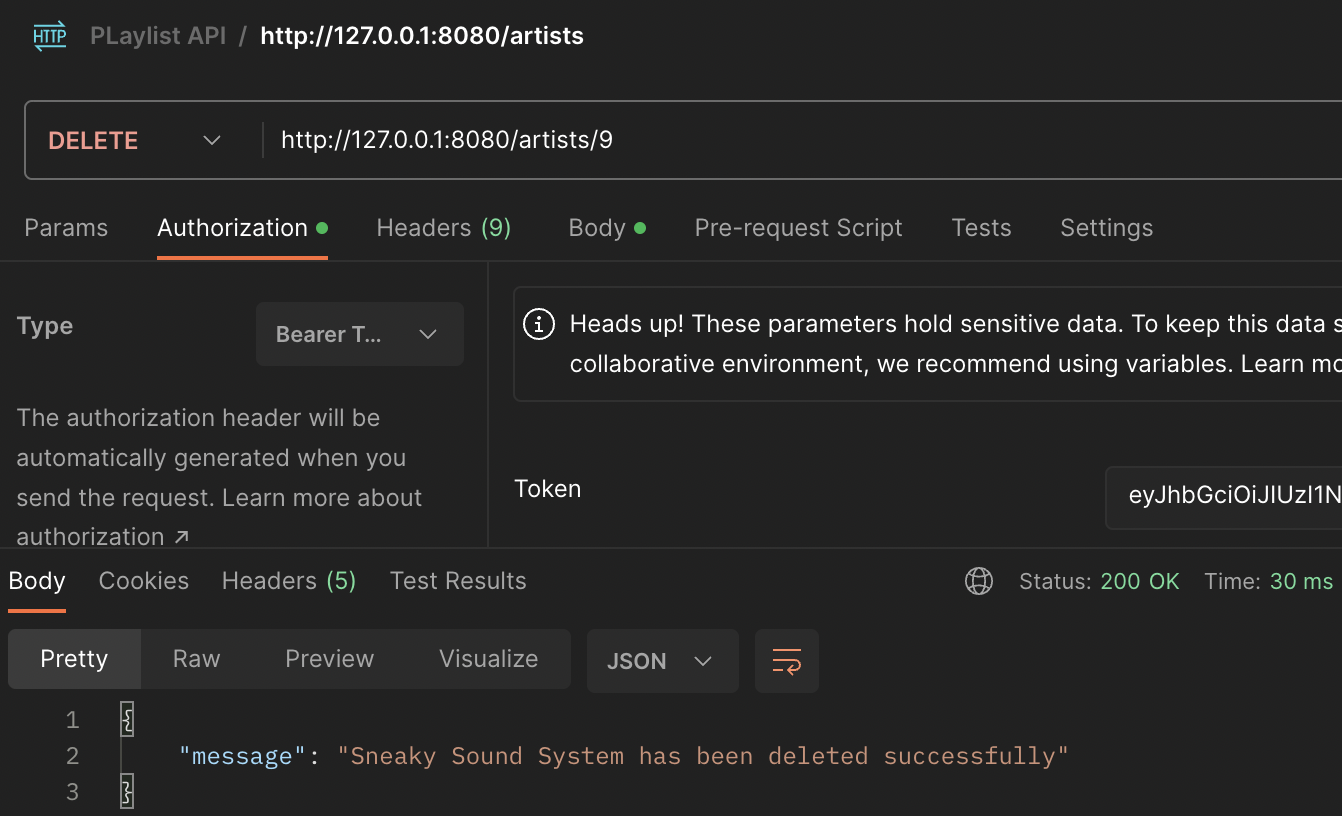 HTTP PLaylist API / http://127.0.0.1:8080/artists
DELETE http://127.0.0.1:8080/artists/9
Params Authorization Headers (9) Body Pre-request Script Tests Settings
Type Bearer T...
Heads up! These parameters hold sensitive data. To keep this data s
collaborative environment, we recommend using variables. Learn mo
The authorization header will be
automatically generated when you
send the request. Learn more about
authorization ↗
Token eyJhbGciOiJIUzI1N
Body Cookies Headers (5) Test Results Status: 200 OK Time: 30 ms
Pretty Raw Preview Visualize JSON
1 {
2 "message": "Sneaky Sound System has been deleted successfully"
3 }